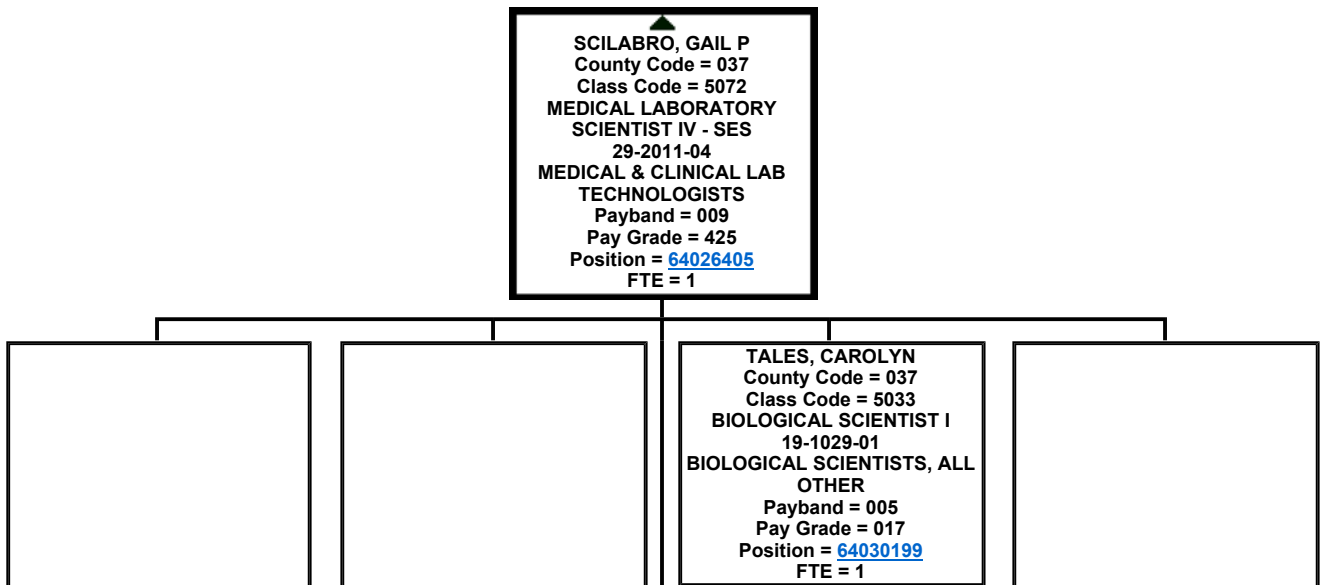 SCILABRO, GAIL P
County Code = 037
Class Code = 5072
MEDICAL LABORATORY
SCIENTIST IV - SES
29-2011-04
MEDICAL & CLINICAL LAB
TECHNOLOGISTS
Payband = 009
Pay Grade = 425
Position = 64026405
FTE = 1
TALES, CAROLYN
County Code = 037
Class Code = 5033
BIOLOGICAL SCIENTIST I
19-1029-01
BIOLOGICAL SCIENTISTS, ALL
OTHER
Payband = 005
Pay Grade = 017
Position = 64030199
FTE = 1